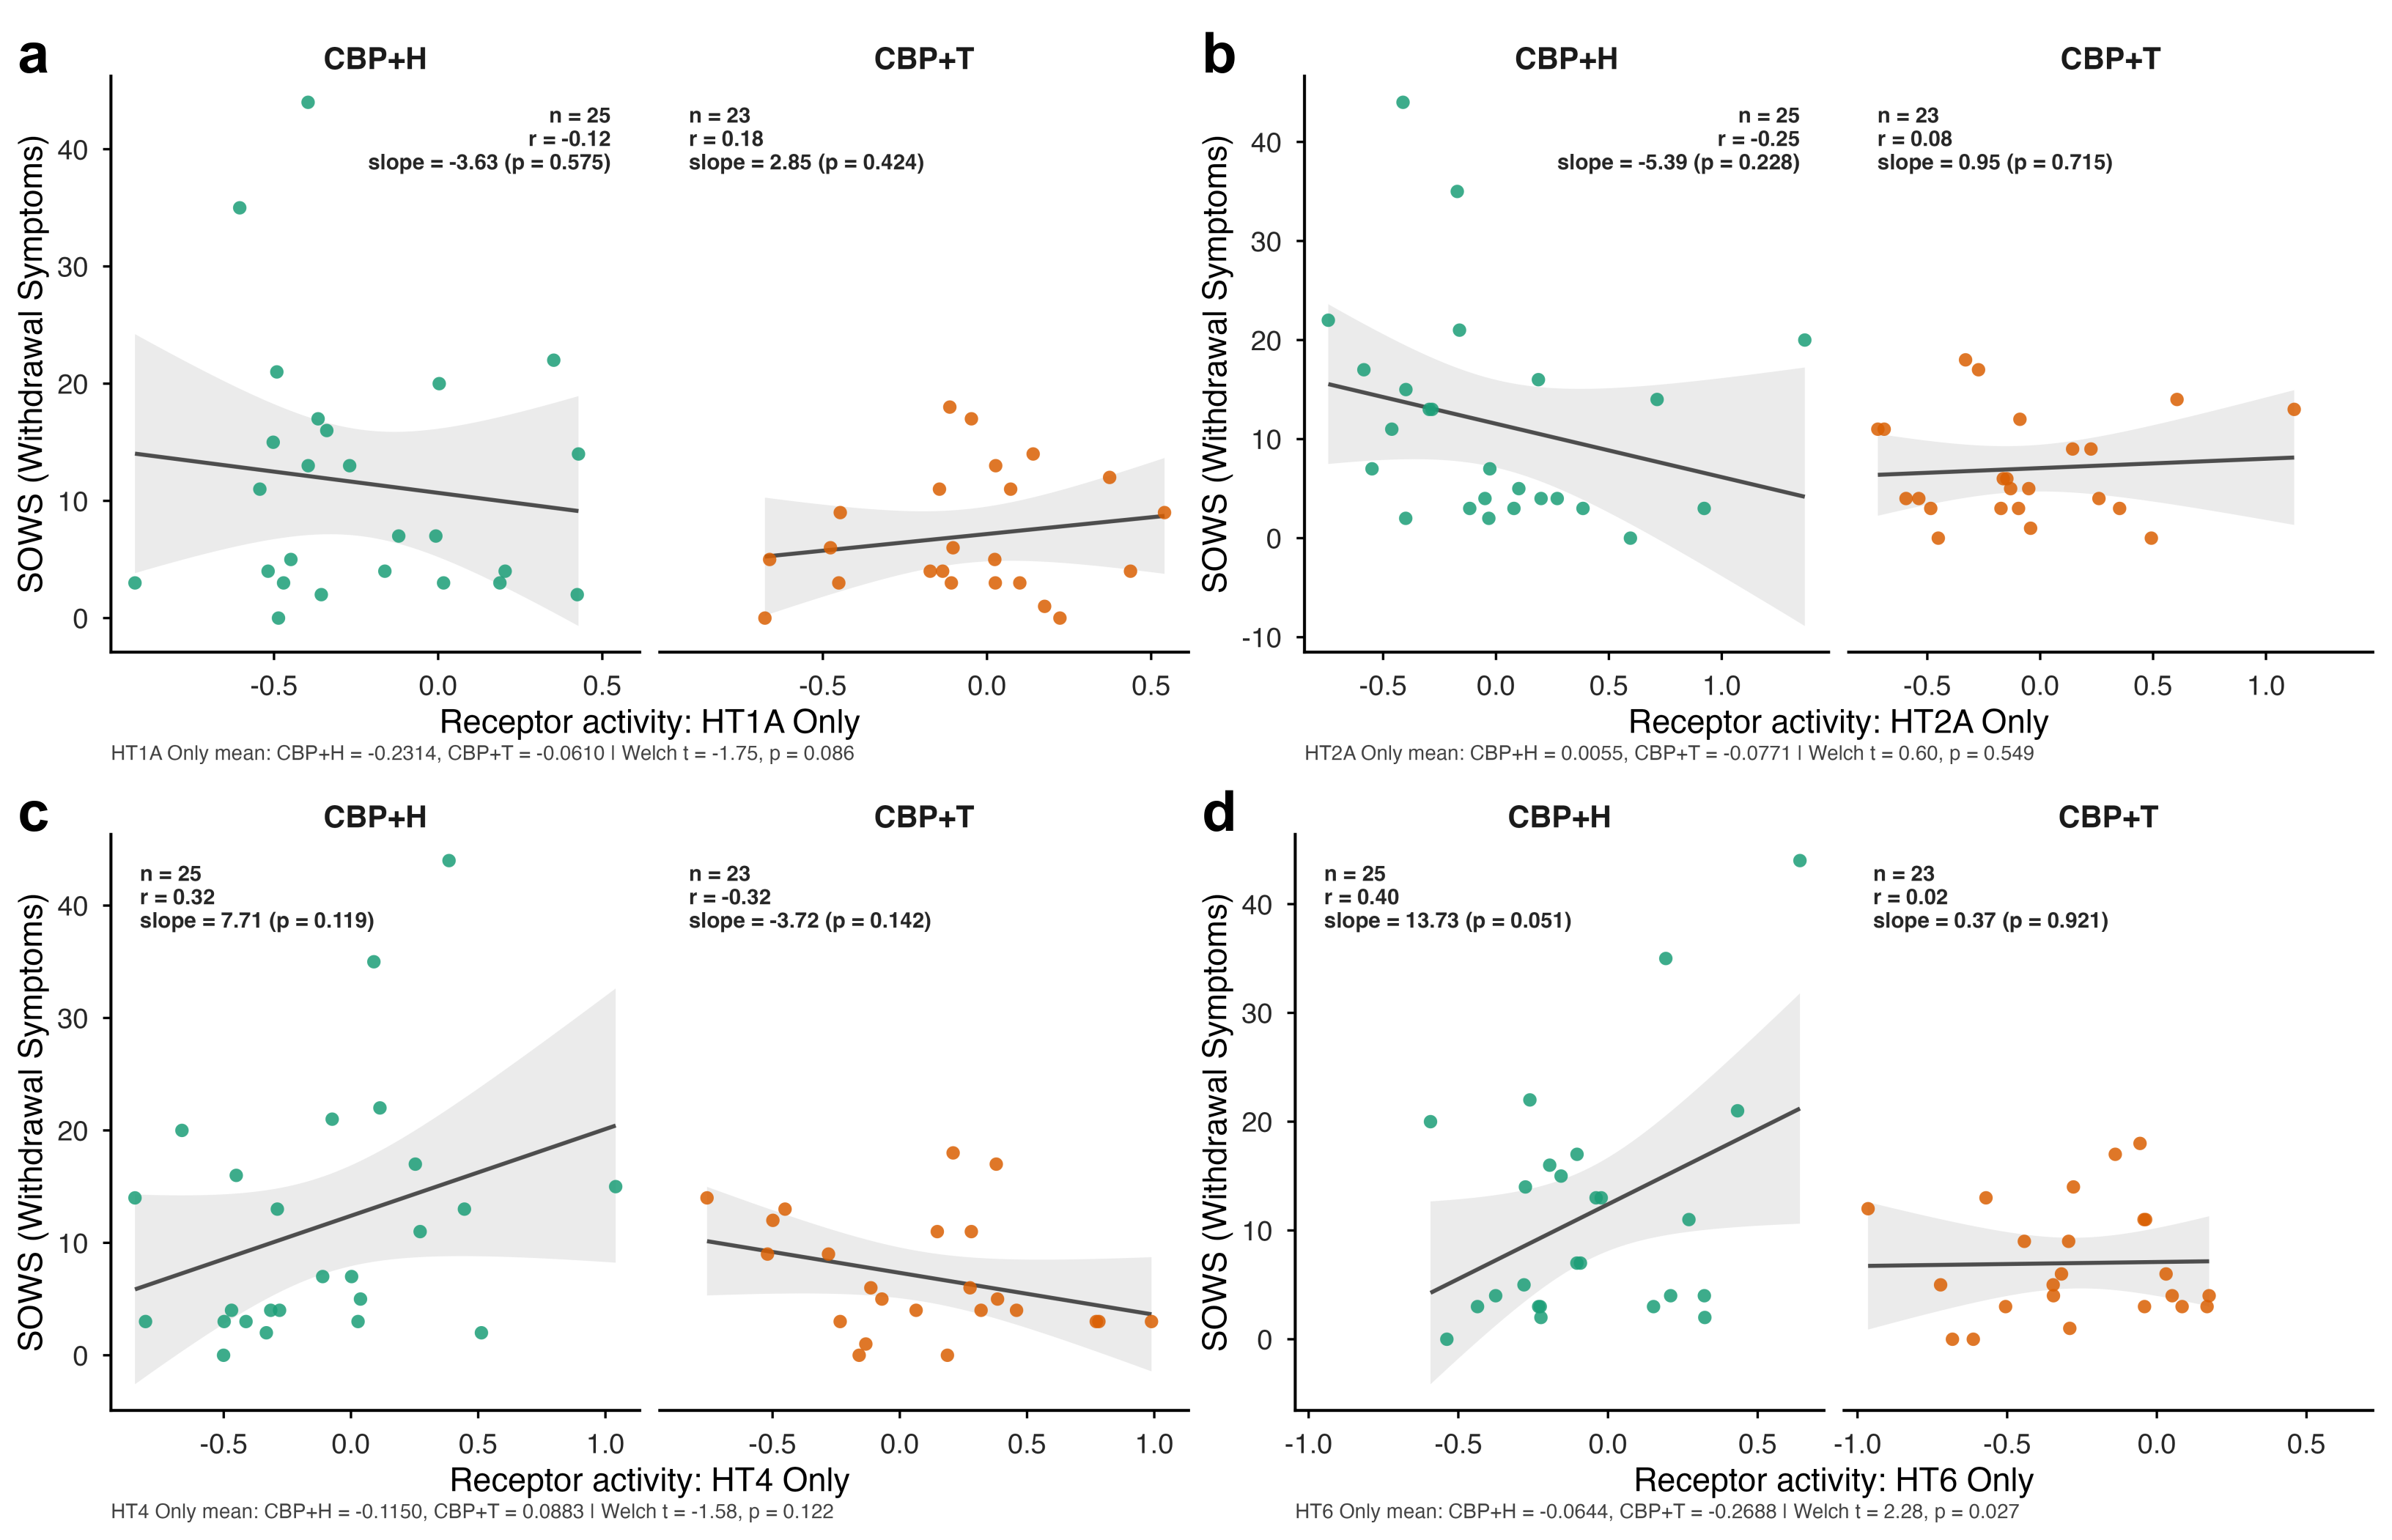 a
CBP+H
CBP+T
n = 25
r = -0.12
slope = -3.63 (p = 0.575)
n = 23
r = 0.18
slope = 2.85 (p = 0.424)
SOWS (Withdrawal Symptoms)
40
30
20
10
0
-0.5
0.0
0.5
-0.5
0.0
0.5
Receptor activity: HT1A Only
HT1A Only mean: CBP+H = -0.2314, CBP+T = -0.0610 | Welch t = -1.75, p = 0.086
b
CBP+H
CBP+T
n = 25
r = -0.25
slope = -5.39 (p = 0.228)
n = 23
r = 0.08
slope = 0.95 (p = 0.715)
SOWS (Withdrawal Symptoms)
40
30
20
10
0
-10
-0.5
0.0
0.5
1.0
-0.5
0.0
0.5
1.0
Receptor activity: HT2A Only
HT2A Only mean: CBP+H = 0.0055, CBP+T = -0.0771 | Welch t = 0.60, p = 0.549
c
CBP+H
CBP+T
n = 25
r = 0.32
slope = 7.71 (p = 0.119)
n = 23
r = -0.32
slope = -3.72 (p = 0.142)
SOWS (Withdrawal Symptoms)
40
30
20
10
0
-0.5
0.0
0.5
1.0
-0.5
0.0
0.5
1.0
Receptor activity: HT4 Only
HT4 Only mean: CBP+H = -0.1150, CBP+T = 0.0883 | Welch t = -1.58, p = 0.122
d
CBP+H
CBP+T
n = 25
r = 0.40
slope = 13.73 (p = 0.051)
n = 23
r = 0.02
slope = 0.37 (p = 0.921)
SOWS (Withdrawal Symptoms)
40
30
20
10
0
-1.0
-0.5
0.0
0.5
-1.0
-0.5
0.0
0.5
Receptor activity: HT6 Only
HT6 Only mean: CBP+H = -0.0644, CBP+T = -0.2688 | Welch t = 2.28, p = 0.027